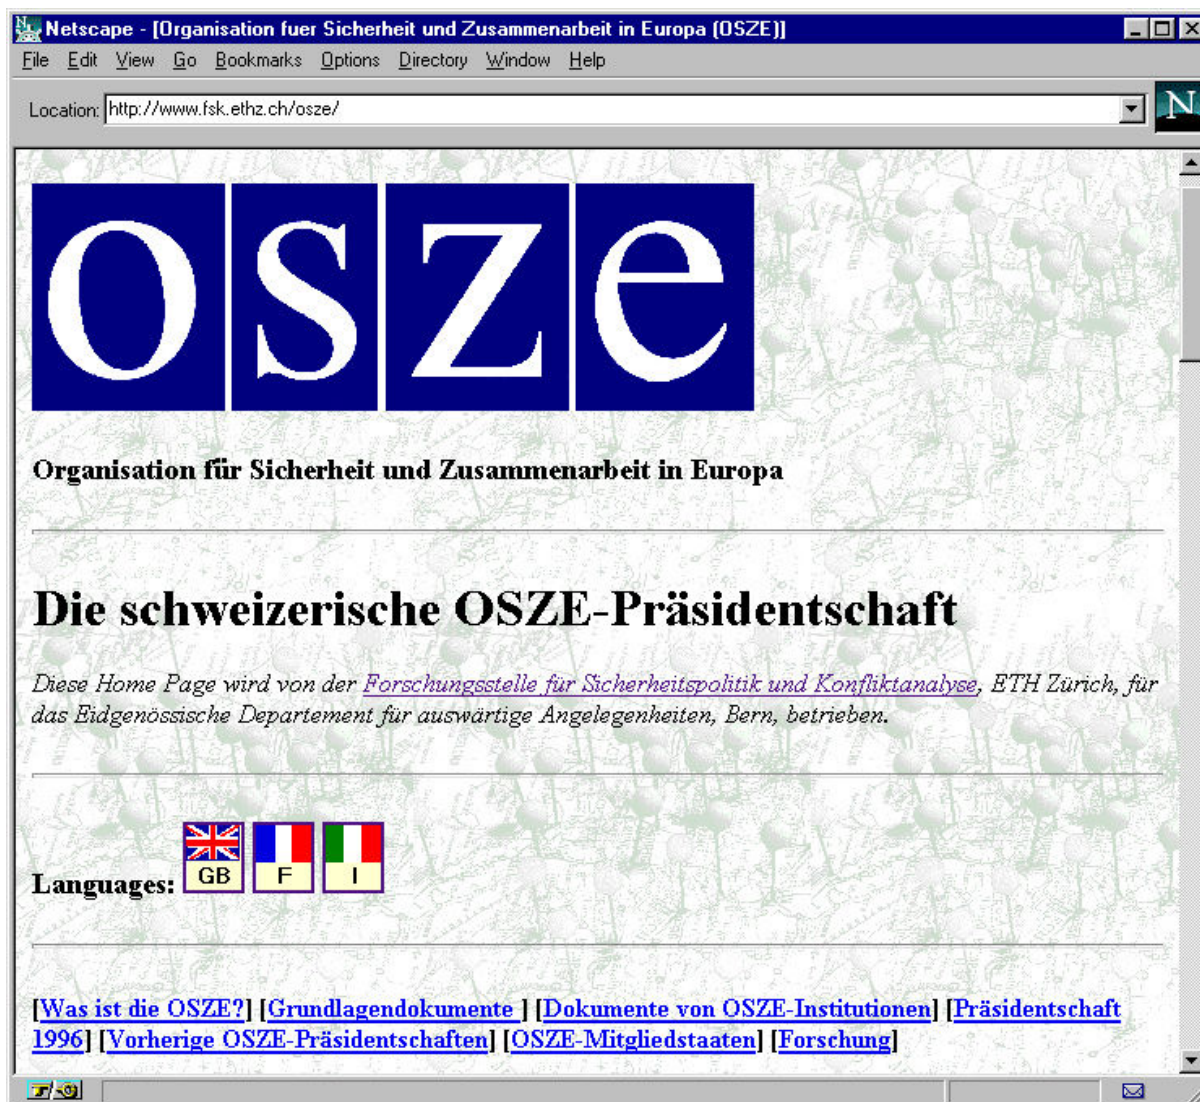 Netscape - [Organisation fuer Sicherheit und Zusammenarbeit in Europa (OSZE)]
File Edit View Go Bookmarks Options Directory Window Help
Location: http://www.fsk.ethz.ch/osze/
N
osze
Organisation für Sicherheit und Zusammenarbeit in Europa
Die schweizerische OSZE-Präsidentschaft
Diese Home Page wird von der Forschungsstelle für Sicherheitspolitik und Konfliktanalyse, ETH Zürich, für
das Eidgenössische Departement für auswärtige Angelegenheiten, Bern, betrieben.
Languages: GB F I
[Was ist die OSZE?] [Grundlagendokumente ] [Dokumente von OSZE-Institutionen] [Präsidentschaft
1996] [Vorherige OSZE-Präsidentschaften] [OSZE-Mitgliedstaaten] [Forschung]